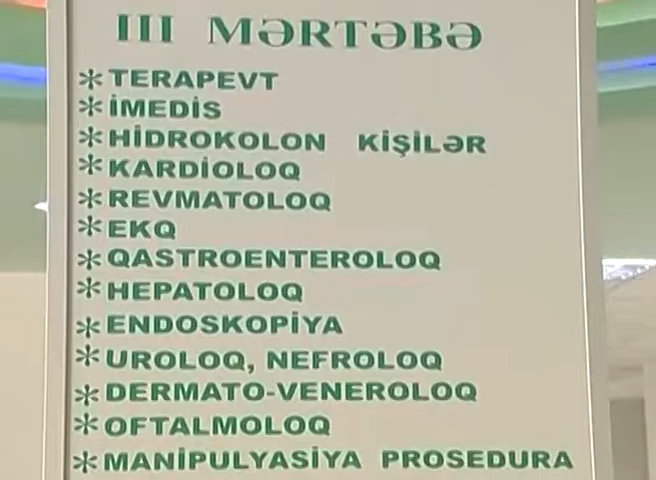 III MƏRTƏBƏ
* TERAPEVT
* İMEDİS
* HİDROKOLON KİŞİLƏR
* KARDİOLOQ
* REVMATOLOQ
* EKQ
* QASTROENTEROLOQ
* HEPATOLOQ
* ENDOSKOPİYA
* UROLOQ, NEFROLOQ
* DERMATO-VENEROLOQ
* OFTALMOLOQ
* MANİPULYASİYA PROSEDURA